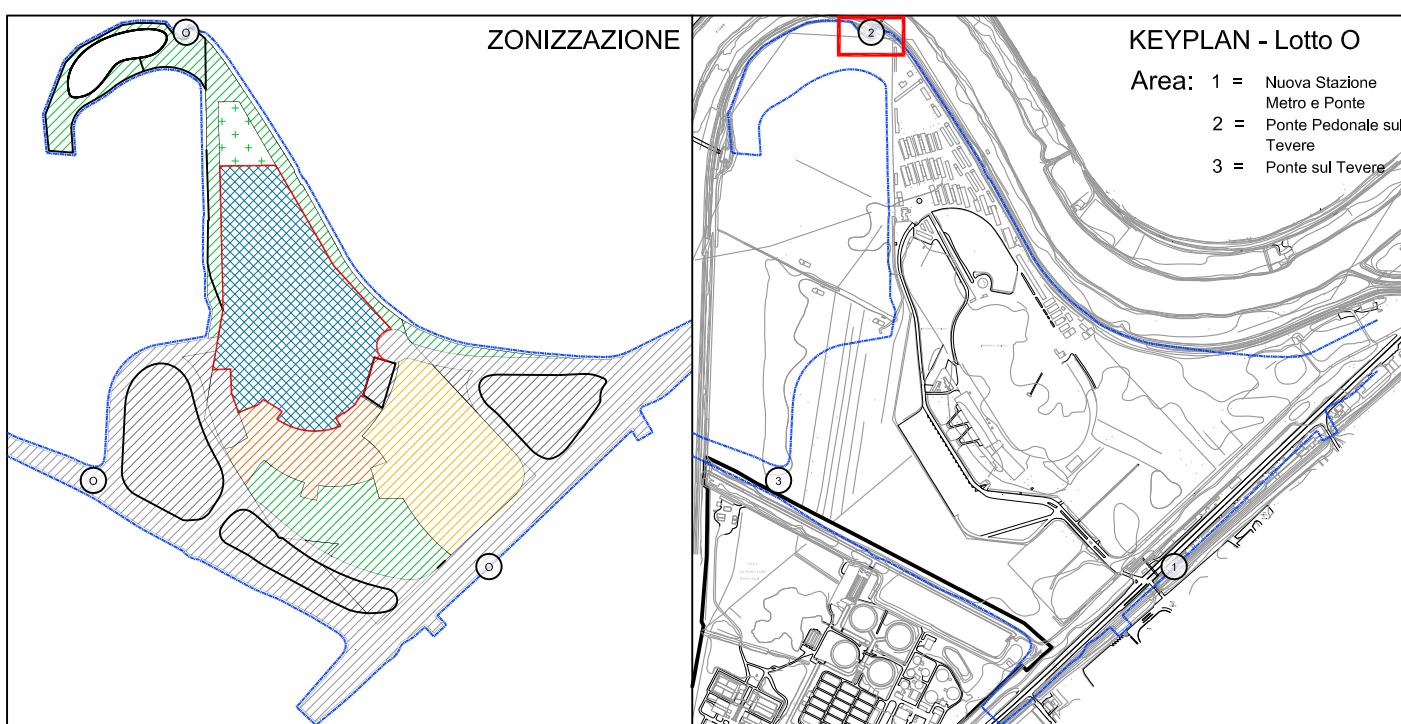 ZONIZZAZIONE
O
O
O
KEYPLAN - Lotto O
Area:
1 = Nuova Stazione
Metro e Ponte
2 = Ponte Pedonale sul
Tevere
3 = Ponte sul Tevere
2
3
1